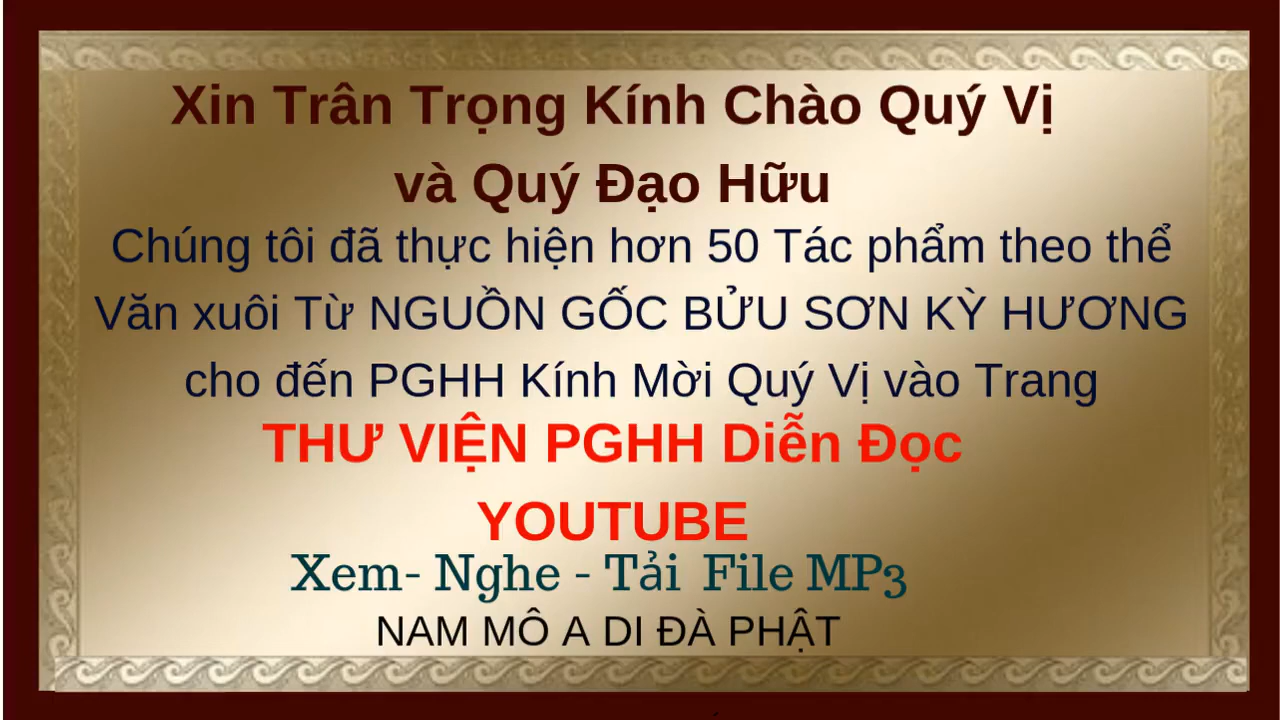 Xin Trân Trọng Kính Chào Quý Vị
và Quý Đạo Hữu
Chúng tôi đã thực hiện hơn 50 Tác phẩm theo thể
Văn xuôi Từ NGUỒN GỐC BỬU SƠN KỲ HƯƠNG
cho đến PGHH Kính Mời Quý Vị vào Trang
THƯ VIỆN PGHH Diễn Đọc
YOUTUBE
Xem- Nghe - Tải File MP3
NAM MÔ A DI ĐÀ PHẬT